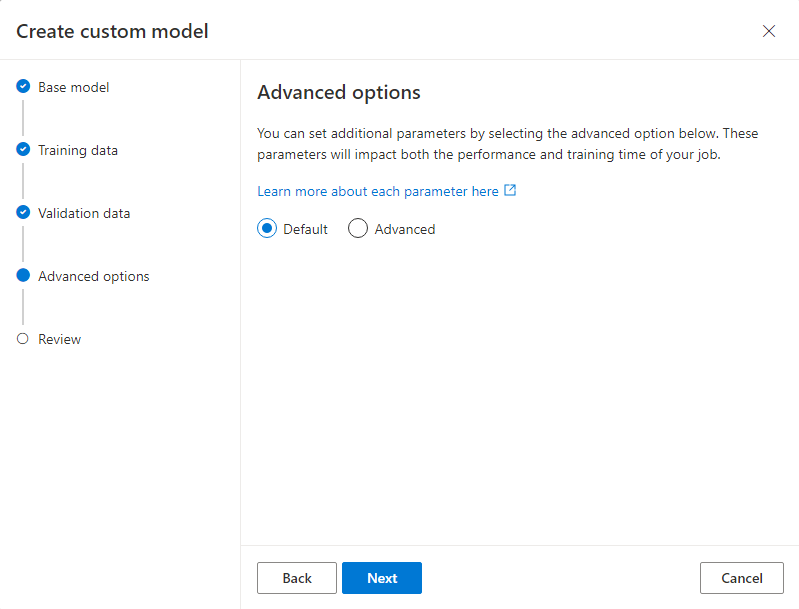 Create custom model
Base model
Training data
Validation data
Advanced options
Review
Advanced options
You can set additional parameters by selecting the advanced option below. These
parameters will impact both the performance and training time of your job.
Learn more about each parameter here
Default
Advanced
Back
Next
Cancel